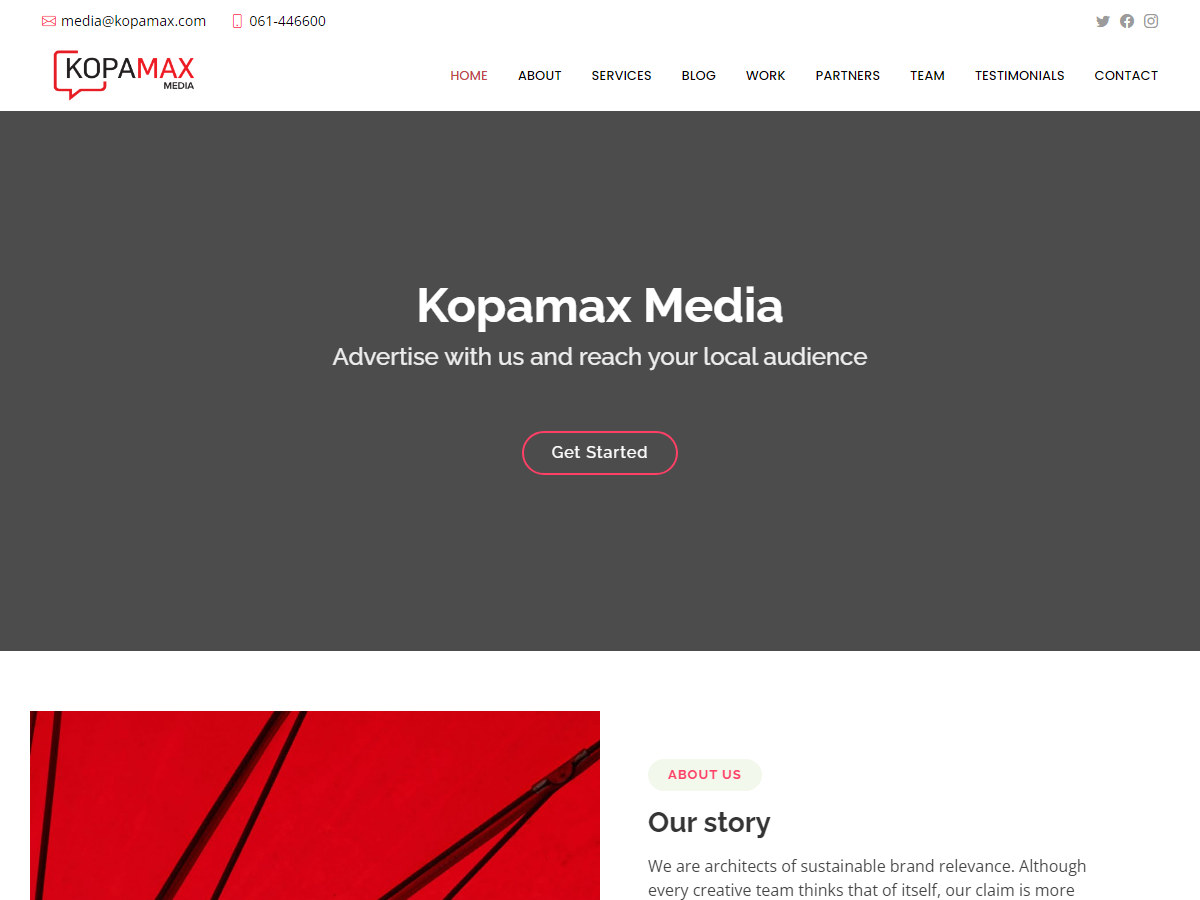 media@kopamax.com 061-446600
KOPAMAX
MEDIA
HOME ABOUT SERVICES BLOG WORK PARTNERS TEAM TESTIMONIALS CONTACT
Kopamax Media
Advertise with us and reach your local audience
Get Started
ABOUT US
Our story
We are architects of sustainable brand relevance. Although
every creative team thinks that of itself, our claim is more